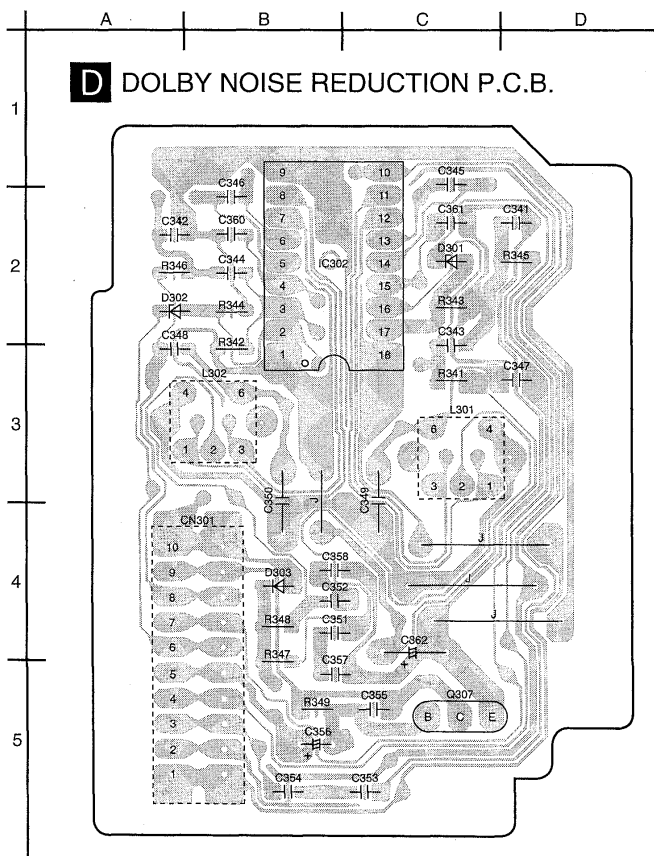 A B C D
D DOLBY NOISE REDUCTION P.C.B.
1
9 10 C345
C346 8 11
7 12 C361 C341
C342 C360 6 13
D301
2 C344 5 IC302 14 R345
R346 4 15
D302 R344 3 16 R343
2 17
C348 R342 C343
1 18
L302 R341 C347
4 6 L301
3 6 4
1 2 3
3 2 1
C350 J C349
CN301
10 J
4 9 D303 C358
J
8 C352
7 R348 C351 J
6 C362
R347 +
5 C357
4 R349 C355 Q307
3 B C E
5 C356
2 +
1
C354 C353